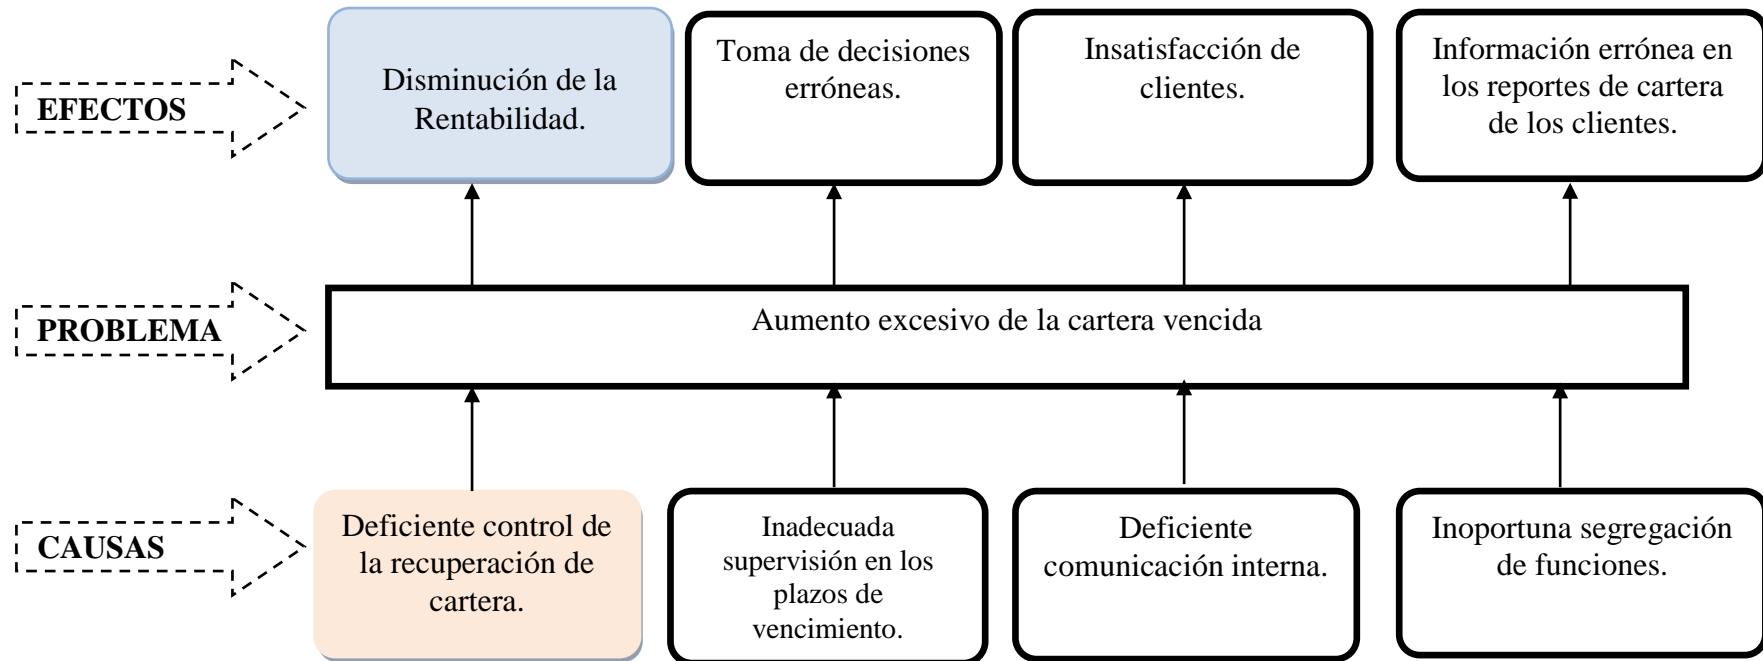 EFECTOS
Disminución de la
Rentabilidad.
Toma de decisiones
erróneas.
Insatisfacción de
clientes.
Información errónea en
los reportes de cartera
de los clientes.
PROBLEMA
Aumento excesivo de la cartera vencida
CAUSAS
Deficiente control de
la recuperación de
cartera.
Inadecuada
supervisión en los
plazos de
vencimiento.
Deficiente
comunicación interna.
Inoportuna segregación
de funciones.